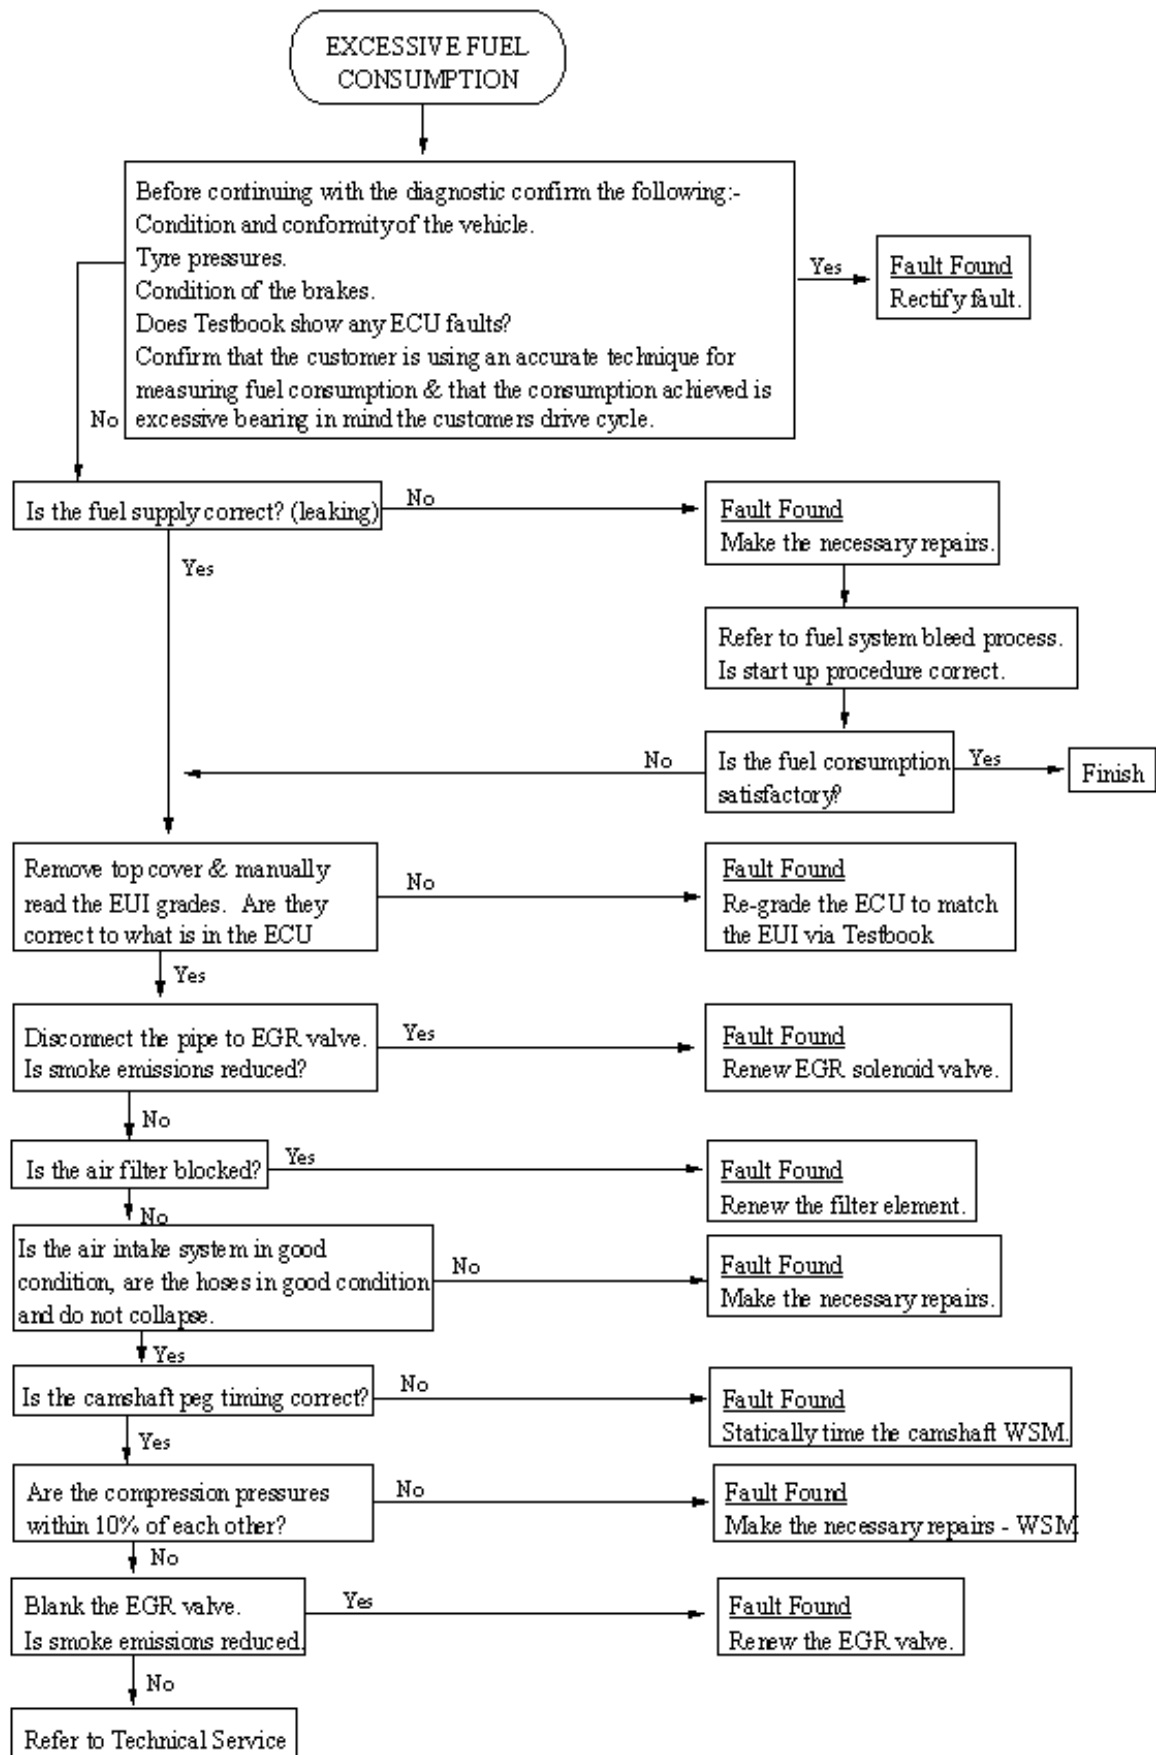 EXCESSIVE FUEL
CONSUMPTION
Before continuing with the diagnostic confirm the following:-
Condition and conformity of the vehicle.
Tyre pressures.
Condition of the brakes.
Does Testbook show any ECU faults?
Confirm that the customer is using an accurate technique for
measuring fuel consumption & that the consumption achieved is
excessive bearing in mind the customers drive cycle.
Yes
Fault Found
Rectify fault.
No
Is the fuel supply correct? (leaking)
No
Fault Found
Make the necessary repairs.
Yes
Refer to fuel system bleed process.
Is start up procedure correct.
Is the fuel consumption
satisfactory?
No
Yes
Finish
Remove top cover & manually
read the EUI grades. Are they
correct to what is in the ECU
No
Fault Found
Re-grade the ECU to match
the EUI via Testbook
Yes
Disconnect the pipe to EGR valve.
Is smoke emissions reduced?
Yes
Fault Found
Renew EGR solenoid valve.
No
Is the air filter blocked?
Yes
Fault Found
Renew the filter element.
No
Is the air intake system in good
condition, are the hoses in good condition
and do not collapse.
No
Fault Found
Make the necessary repairs.
Yes
Is the camshaft peg timing correct?
No
Fault Found
Statically time the camshaft WSM.
Yes
Are the compression pressures
within 10% of each other?
No
Fault Found
Make the necessary repairs - WSM
No
Blank the EGR valve.
Is smoke emissions reduced.
Yes
Fault Found
Renew the EGR valve.
No
Refer to Technical Service